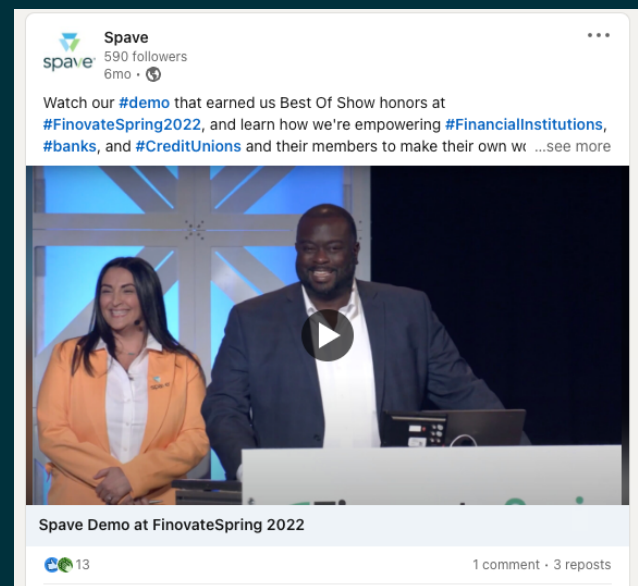 Spave
590 followers
spave
6mo •
Watch our #demo that earned us Best Of Show honors at
#FinovateSpring2022, and learn how we're empowering #FinancialInstitutions,
#banks, and #CreditUnions and their members to make their own wo ...see more
Spave Demo at FinovateSpring 2022
13
1 comment • 3 reposts